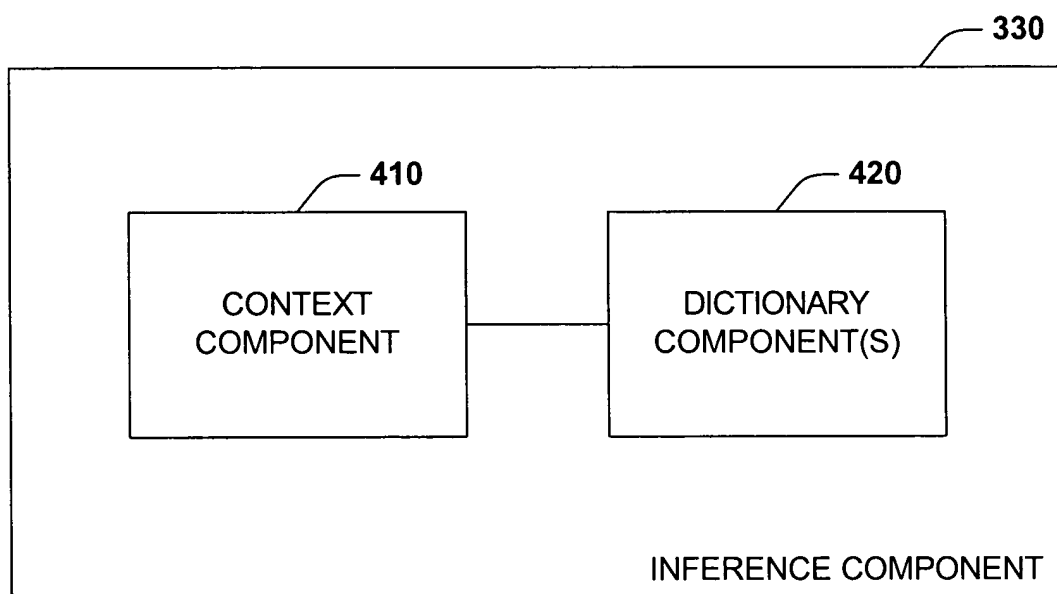 330
410
420
CONTEXT
COMPONENT
DICTIONARY
COMPONENT(S)
INFERENCE COMPONENT